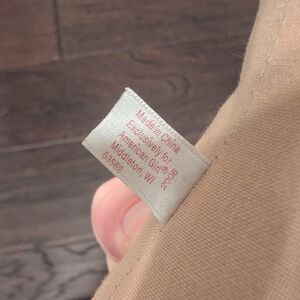 Made in China
Exclusively for
American Girl®
Middleton, WI
53562 2008